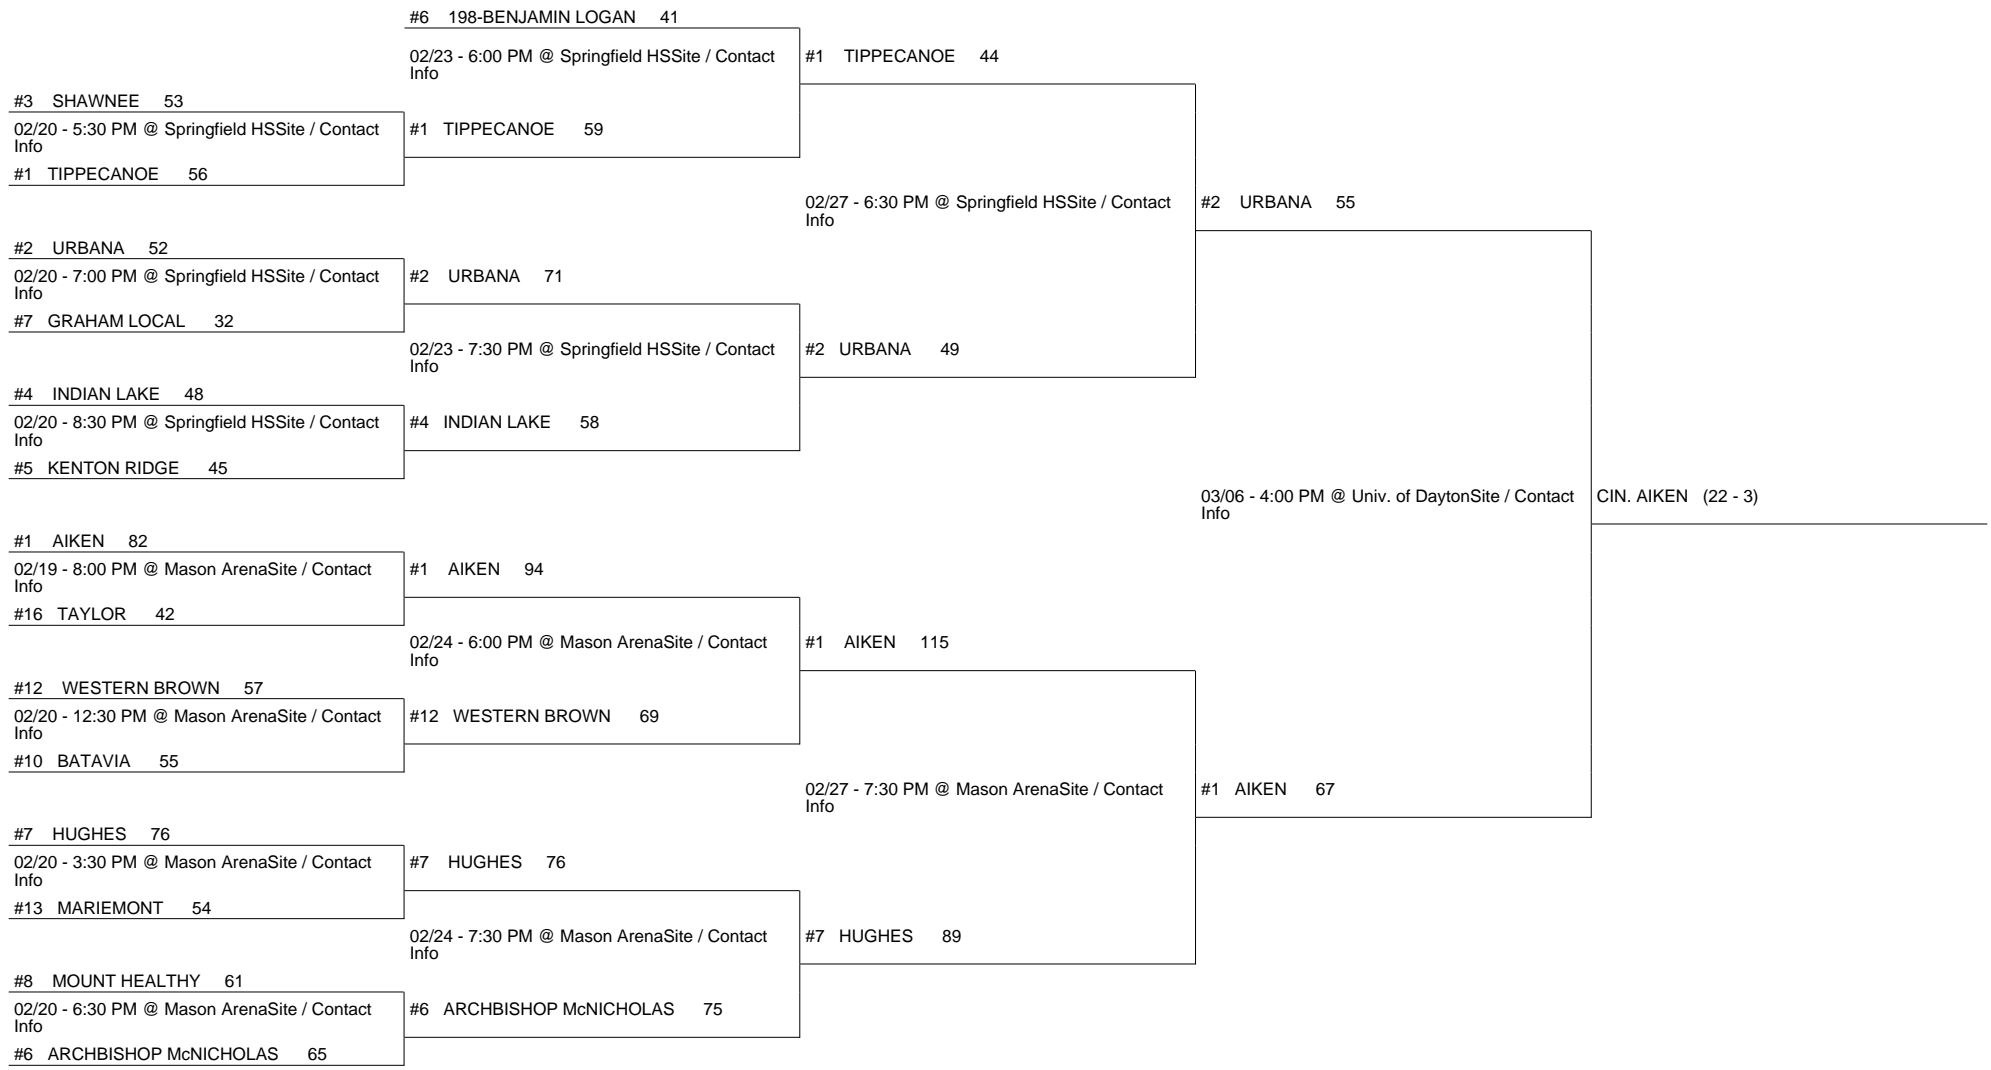 #6 198-BENJAMIN LOGAN 41
02/23 - 6:00 PM @ Springfield HSSite / Contact
Info
#1 TIPPECANOE 44
#3 SHAWNEE 53
02/20 - 5:30 PM @ Springfield HSSite / Contact
Info
#1 TIPPECANOE 59
#1 TIPPECANOE 56
02/27 - 6:30 PM @ Springfield HSSite / Contact
Info
#2 URBANA 55
#2 URBANA 52
02/20 - 7:00 PM @ Springfield HSSite / Contact
Info
#2 URBANA 71
#7 GRAHAM LOCAL 32
02/23 - 7:30 PM @ Springfield HSSite / Contact
Info
#2 URBANA 49
#4 INDIAN LAKE 48
02/20 - 8:30 PM @ Springfield HSSite / Contact
Info
#4 INDIAN LAKE 58
#5 KENTON RIDGE 45
03/06 - 4:00 PM @ Univ. of DaytonSite / Contact
Info
CIN. AIKEN (22 - 3)
#1 AIKEN 82
02/19 - 8:00 PM @ Mason ArenaSite / Contact
Info
#1 AIKEN 94
#16 TAYLOR 42
02/24 - 6:00 PM @ Mason ArenaSite / Contact
Info
#1 AIKEN 115
#12 WESTERN BROWN 57
02/20 - 12:30 PM @ Mason ArenaSite / Contact
Info
#12 WESTERN BROWN 69
#10 BATAVIA 55
02/27 - 7:30 PM @ Mason ArenaSite / Contact
Info
#1 AIKEN 67
#7 HUGHES 76
02/20 - 3:30 PM @ Mason ArenaSite / Contact
Info
#7 HUGHES 76
#13 MARIEMONT 54
02/24 - 7:30 PM @ Mason ArenaSite / Contact
Info
#7 HUGHES 89
#8 MOUNT HEALTHY 61
02/20 - 6:30 PM @ Mason ArenaSite / Contact
Info
#6 ARCHBISHOP McNICHOLAS 75
#6 ARCHBISHOP McNICHOLAS 65